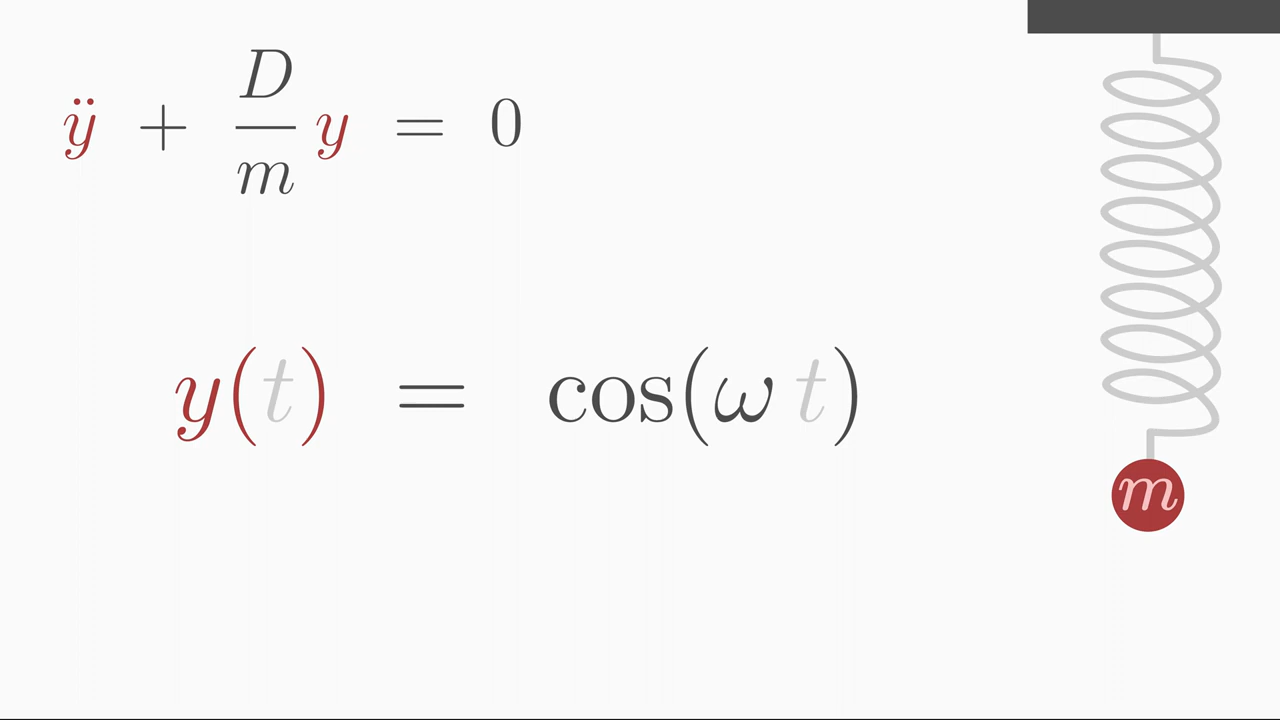 ÿ + D/m y = 0
y(t) = cos(ω t)
m